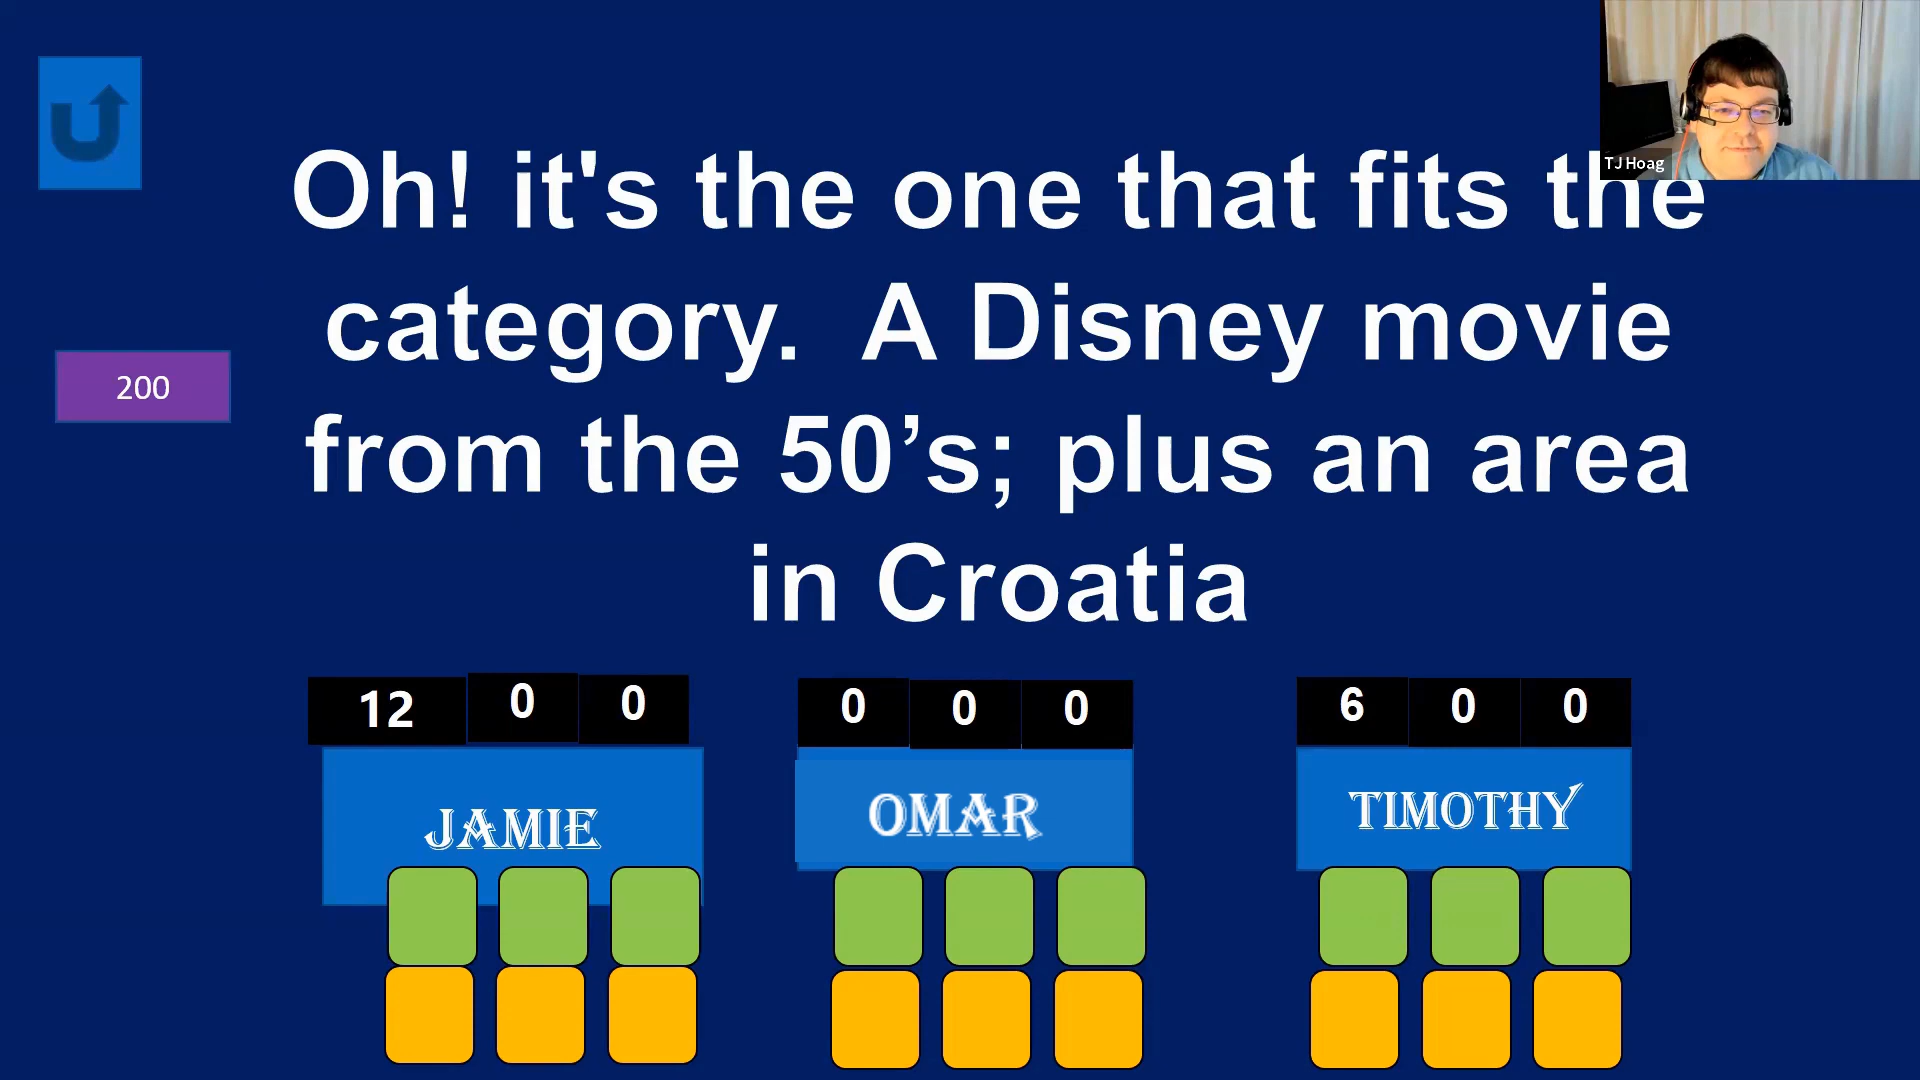 TJ Hoag
Oh! it's the one that fits the
category.  A Disney movie
from the 50’s; plus an area
in Croatia
200
12 0 0
0 0 0
6 0 0
JAMIE
OMAR
TIMOTHY